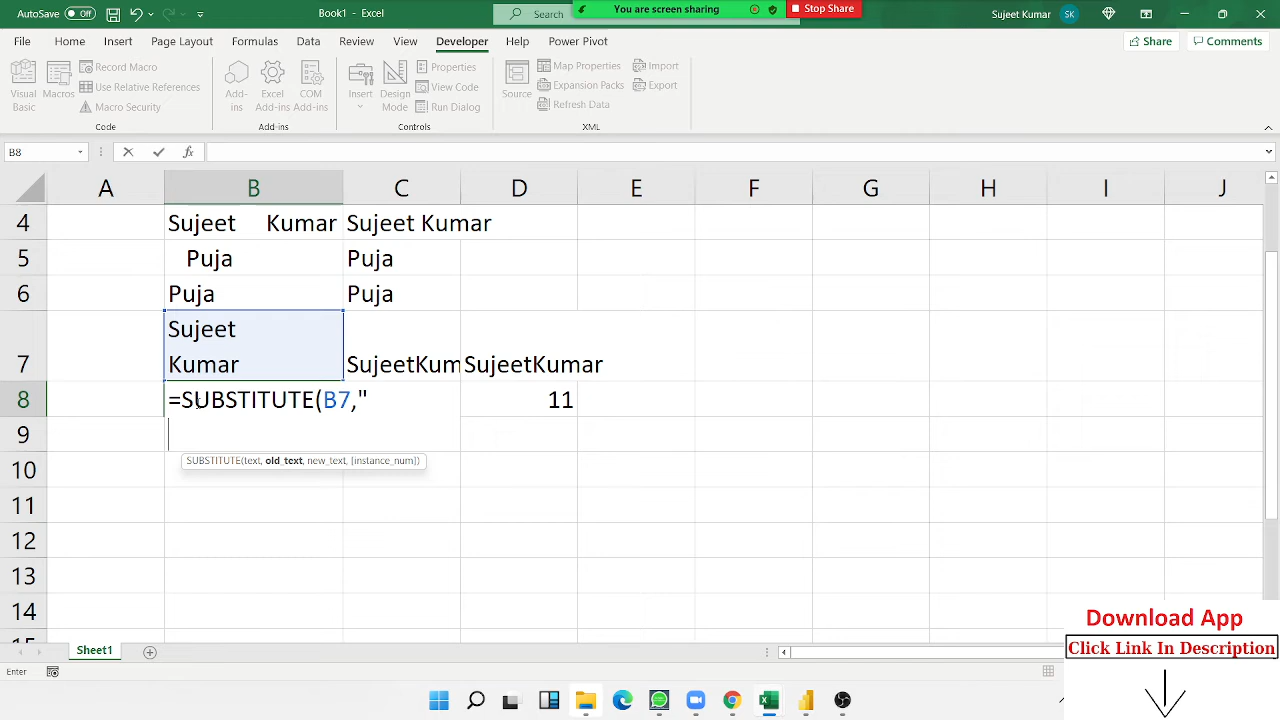 AutoSave Off Book1 - Excel Search You are screen sharing Stop Share Sujeet Kumar SK
File Home Insert Page Layout Formulas Data Review View Developer Help Power Pivot Share Comments
Visual Basic
Macros
Record Macro
Use Relative References
Macro Security
Code
Add-ins
Excel Add-ins
COM Add-ins
Add-ins
Insert
Design Mode
Properties
View Code
Run Dialog
Controls
Source
Map Properties
Expansion Packs
Refresh Data
Import
Export
XML
B8 fx
A B C D E F G H I J
4 Sujeet Kumar Sujeet Kumar
5 Puja Puja
6 Puja Puja
Sujeet
7 Kumar SujeetKum SujeetKumar
8 =SUBSTITUTE(B7," 11
9
SUBSTITUTE(text, old_text, new_text, [instance_num])
10
11
12
13
14
Download App
Click Link In Description
Sheet1
Enter